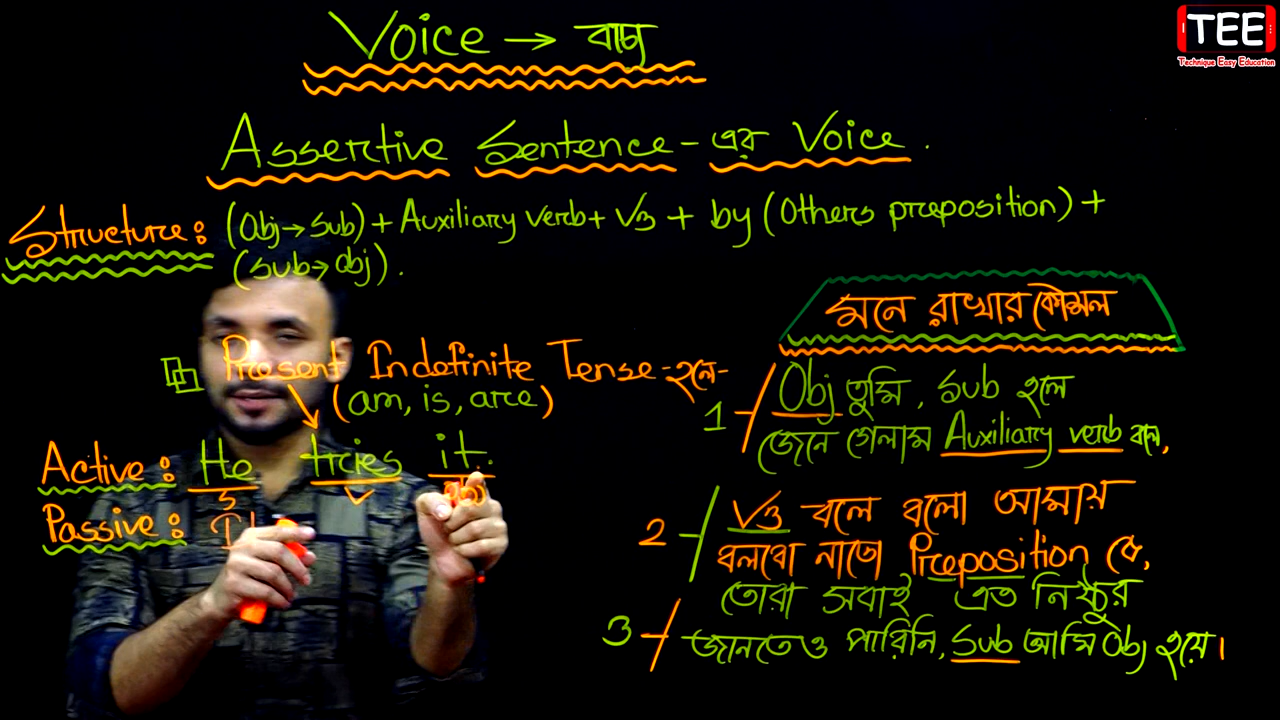 Voice → বাচ্য
TEE
Technique Easy Education
Assertive Sentence-এর Voice.
Structure: (Obj→Sub) + Auxiliary verb + V3 + by (Others preposition) +
(Sub→obj).
মনে রাখার কৌশল
Present Indefinite Tense-হলে-
(am, is, are)
1 Obj তুমি, sub হলে
জেনে গেলাম Auxiliary verb বলে,
Active: He tries it.
S V obj
Passive: I
2 V3 বলে বলো আমায়
বলবো নাতো Preposition কে,
তোরা সবাই এত নিষ্ঠুর
3 জানতেও পারিনি, Sub আমি Obj হয়ে।